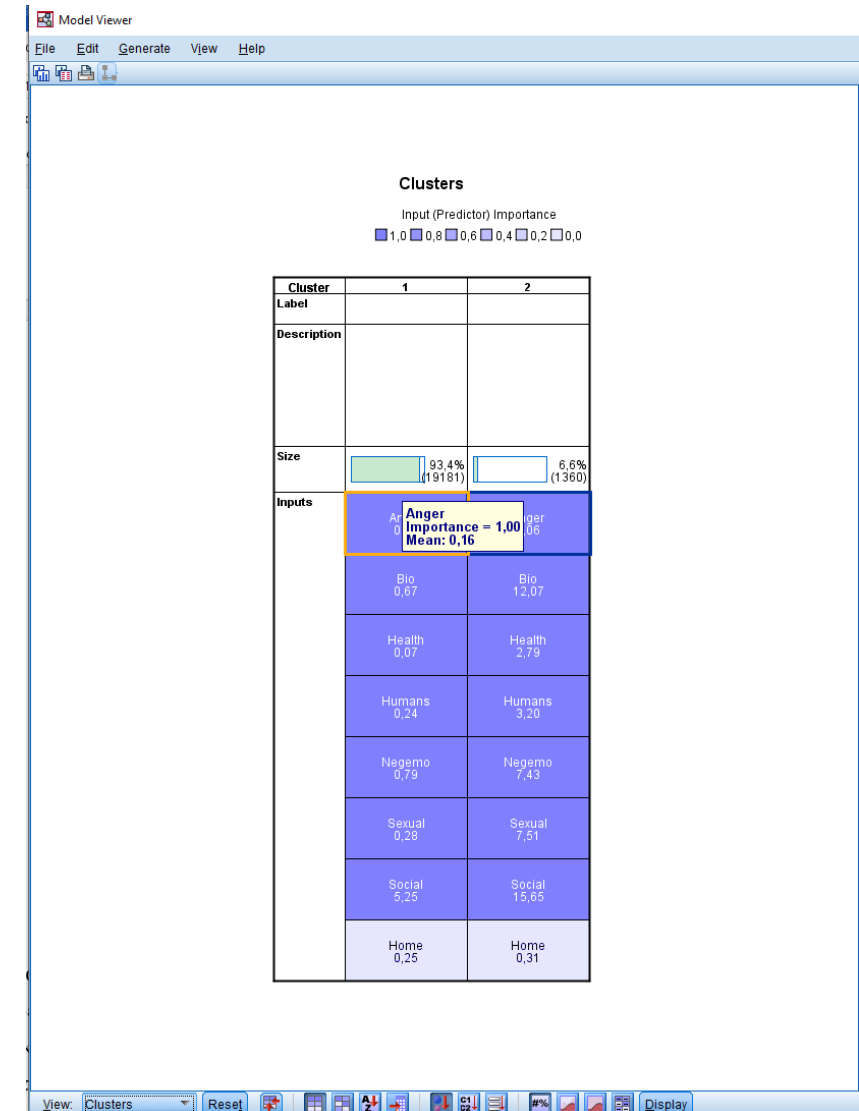 Model Viewer
File Edit Generate View Help
Clusters
Input (Predictor) Importance
1,0 0,8 0,6 0,4 0,2 0,0
Cluster 1 2
Label
Description
Size 93,4% 6,6%
(19181) (1360)
Inputs
Anger
Importance = 1,00
Mean: 0,16
Bio Bio
0,67 12,07
Health Health
0,07 2,79
Humans Humans
0,24 3,20
Negemo Negemo
0,79 7,43
Sexual Sexual
0,28 7,51
Social Social
5,25 15,65
Home Home
0,25 0,31
View: Clusters Reset Display